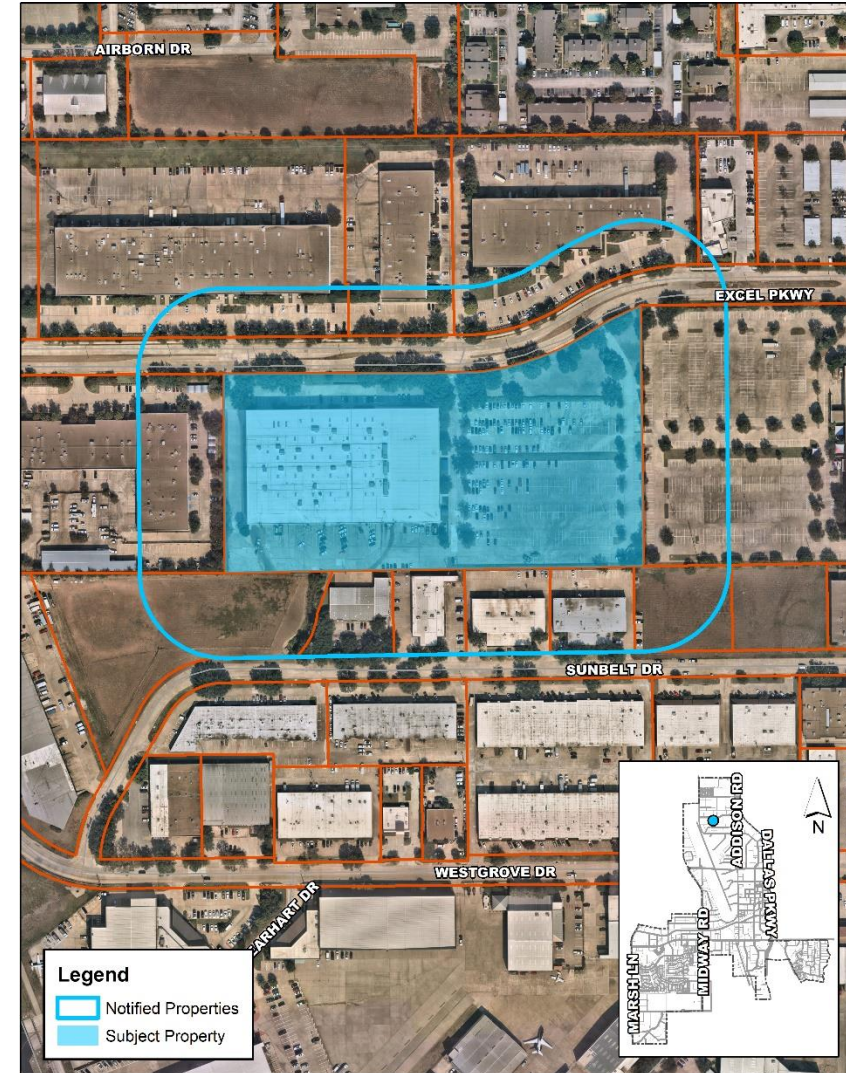 AIRBORN DR
EXCEL PKWY
SUNBELT DR
WESTGROVE DR
EARHART DR
Legend
Notified Properties
Subject Property
ADDISON RD
DALLAS PKWY
MIDWAY RD
MARSH LN
N